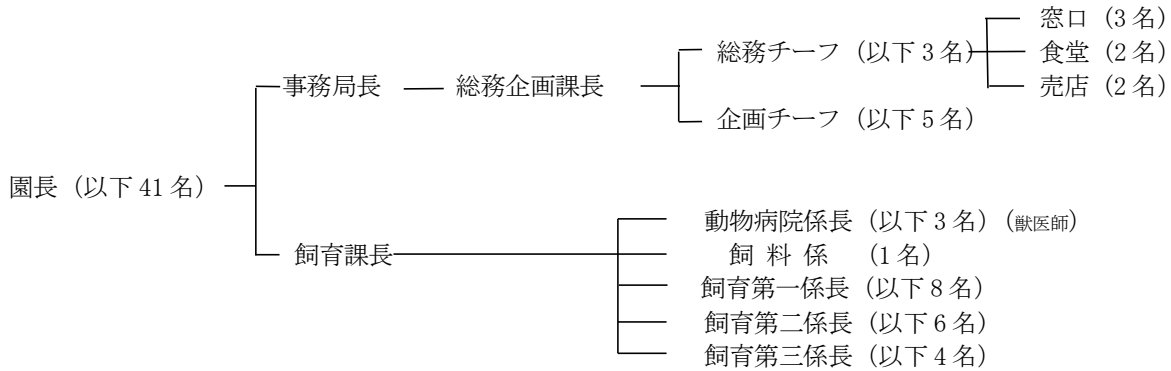 窓口（3名）
総務チーフ（以下3名）
食堂（2名）
売店（2名）
事務局長
総務企画課長
企画チーフ（以下5名）
園長（以下41名）
動物病院係長（以下3名）（獣医師）
飼育課長
飼 料 係 （1名）
飼育第一係長（以下8名）
飼育第二係長（以下6名）
飼育第三係長（以下4名）